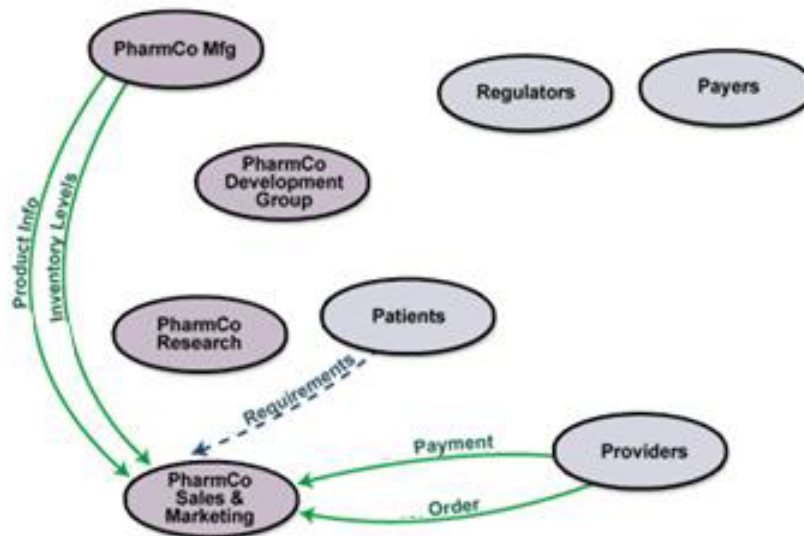 PharmCo Mfg
Regulators
Payers
PharmCo
Development
Group
Product Info
Inventory Levels
PharmCo
Research
Patients
Requirements
Payment
Providers
PharmCo
Sales &
Marketing
Order